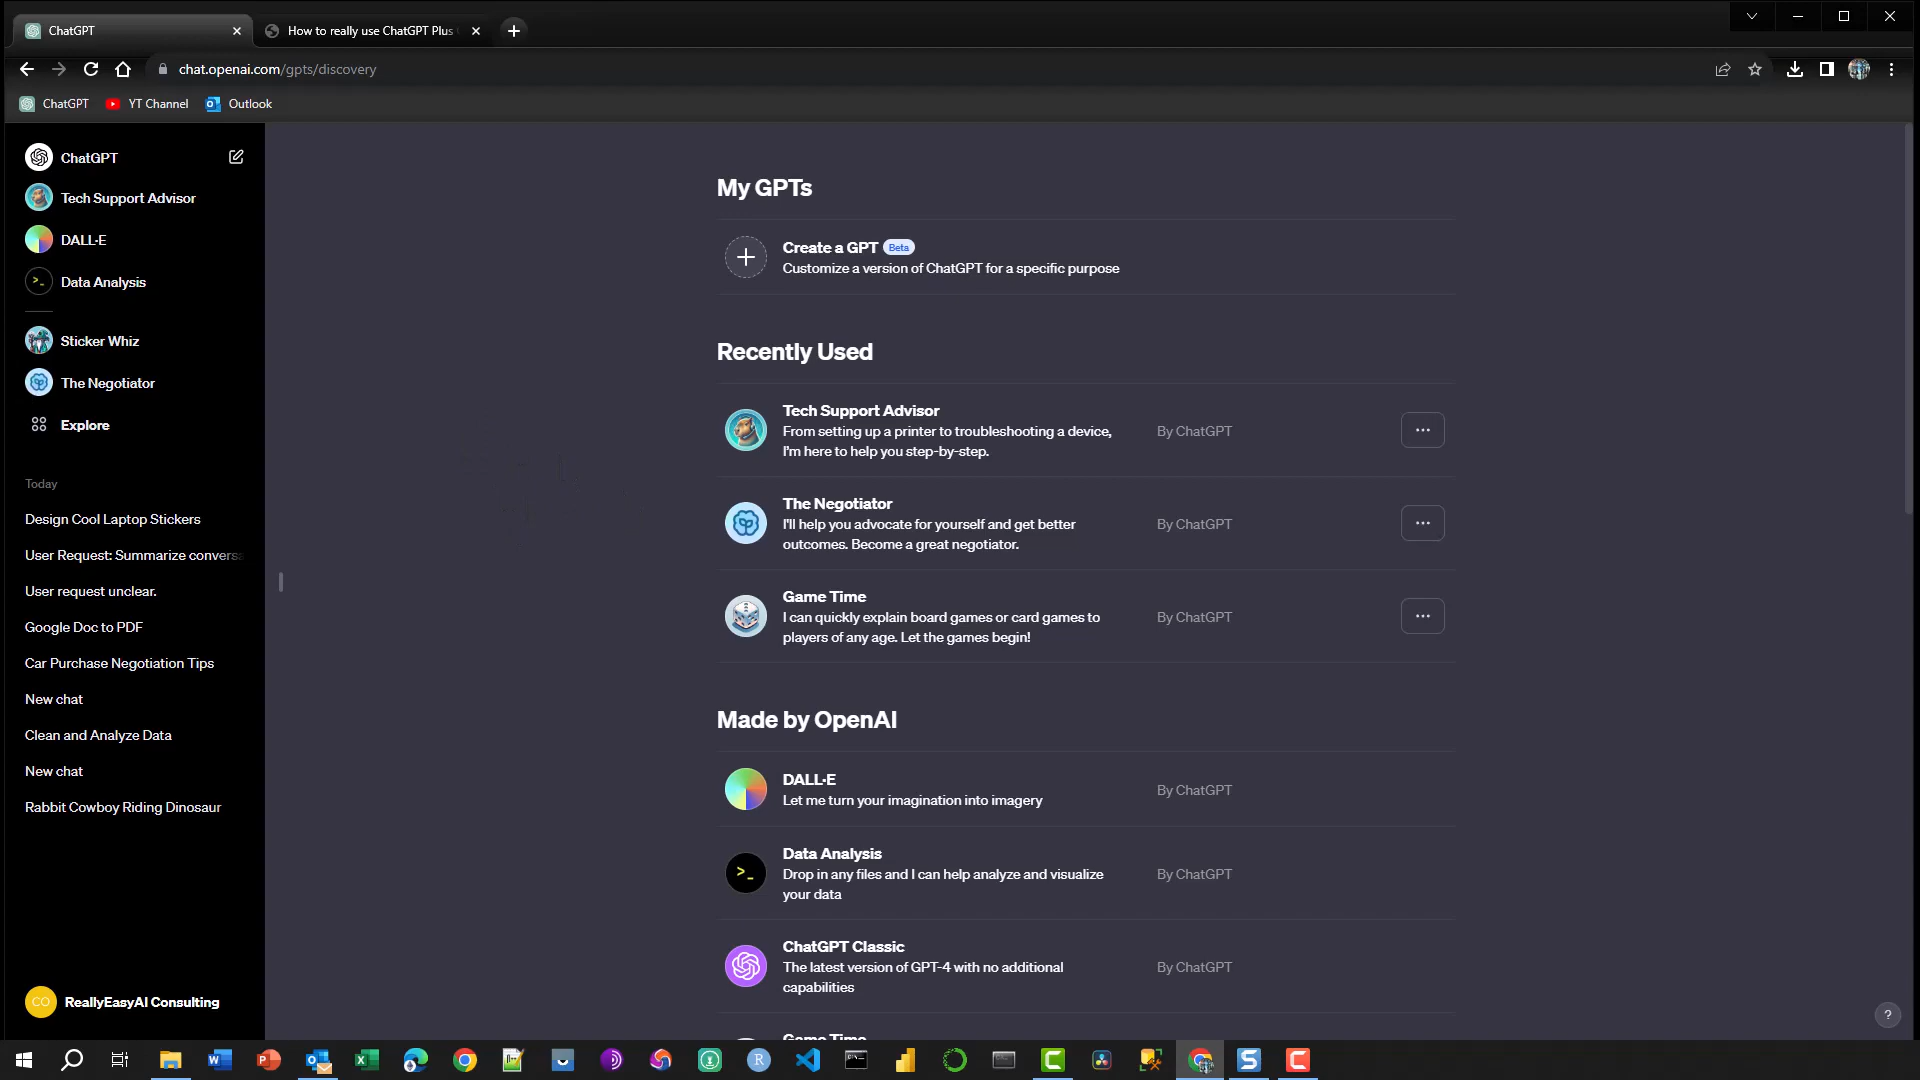 ChatGPT
How to really use ChatGPT Plus
chat.openai.com/gpts/discovery
ChatGPT
YT Channel
Outlook
ChatGPT
Tech Support Advisor
DALL·E
Data Analysis
Sticker Whiz
The Negotiator
Explore
Today
Design Cool Laptop Stickers
User Request: Summarize convers
User request unclear.
Google Doc to PDF
Car Purchase Negotiation Tips
New chat
Clean and Analyze Data
New chat
Rabbit Cowboy Riding Dinosaur
CO
ReallyEasyAI Consulting
My GPTs
Create a GPT Beta
Customize a version of ChatGPT for a specific purpose
Recently Used
Tech Support Advisor
From setting up a printer to troubleshooting a device,
I'm here to help you step-by-step.
By ChatGPT
The Negotiator
I'll help you advocate for yourself and get better
outcomes. Become a great negotiator.
By ChatGPT
Game Time
I can quickly explain board games or card games to
players of any age. Let the games begin!
By ChatGPT
Made by OpenAI
DALL·E
Let me turn your imagination into imagery
By ChatGPT
Data Analysis
Drop in any files and I can help analyze and visualize
your data
By ChatGPT
ChatGPT Classic
The latest version of GPT-4 with no additional
capabilities
By ChatGPT
Game Time
?